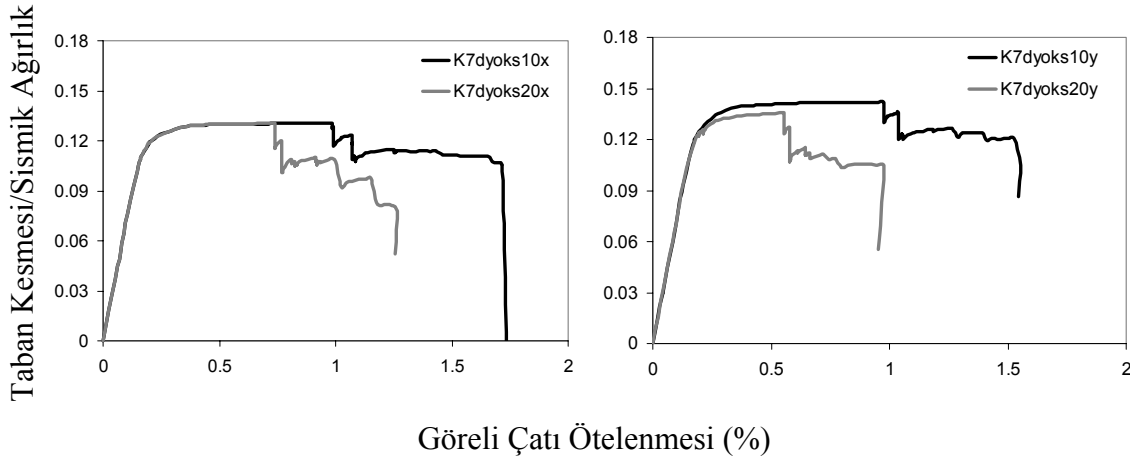 Taban Kesmesi/Sismik Ağırlık
0.18
0.15
0.12
0.09
0.06
0.03
0
0 0.5 1 1.5 2
K7dyoks10x
K7dyoks20x
0.18
0.15
0.12
0.09
0.06
0.03
0
0 0.5 1 1.5 2
K7dyoks10y
K7dyoks20y
Göreli Çatı Ötelenmesi (%)